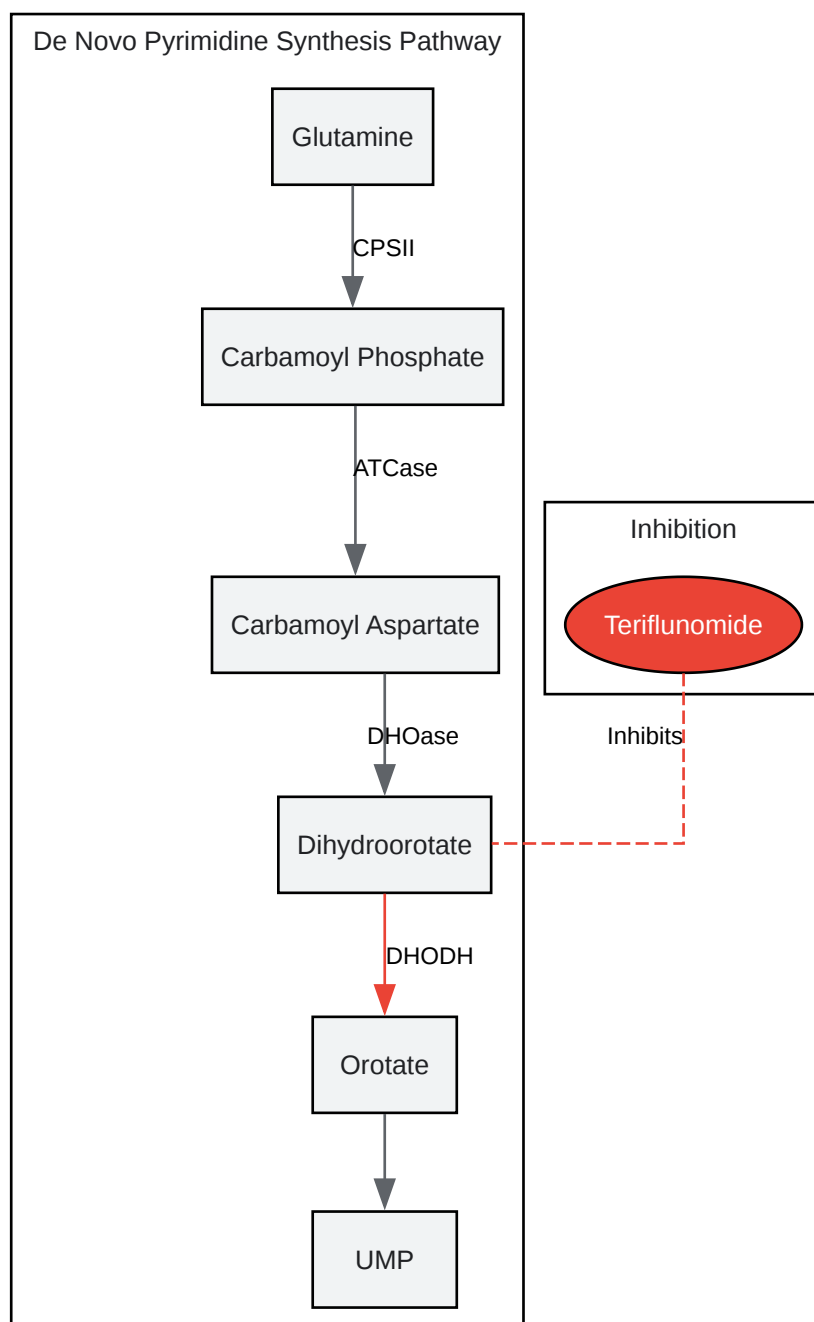 De Novo Pyrimidine Synthesis Pathway
Glutamine
CPSII
Carbamoyl Phosphate
ATCase
Inhibition
Carbamoyl Aspartate
Teriflunomide
DHOase
Inhibits
Dihydroorotate
DHODH
Orotate
UMP